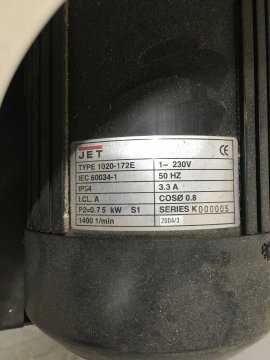 JET
TYPE 1020-172E 1~ 230V
IEC 60034-1 50 HZ
IP54 3.3 A
I.CL. A COSØ 0.8
P2=0.75 kW S1 SERIES K000005
1400 1/min 2004/3
CE